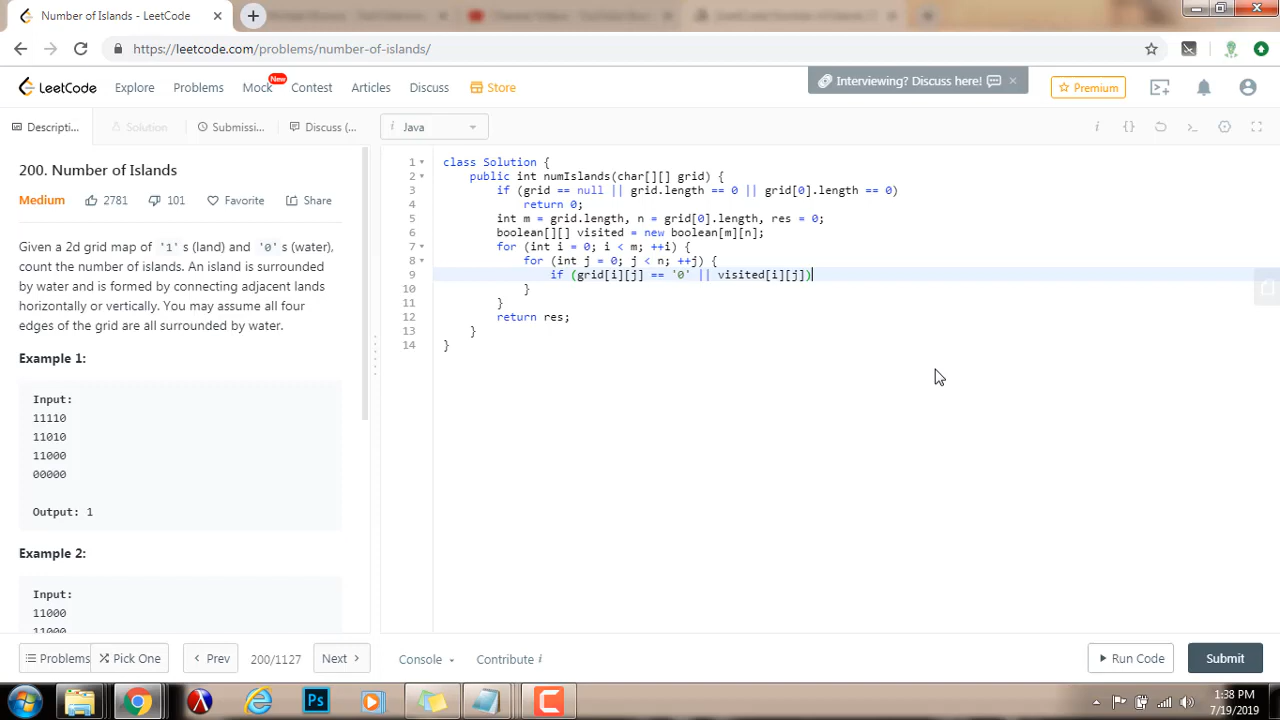 Number of Islands - LeetCode
https://leetcode.com/problems/number-of-islands/
LeetCode
Explore
Problems
Mock
New
Contest
Articles
Discuss
Store
Interviewing? Discuss here!
Premium
Descripti...
Solution
Submissi...
Discuss (...
Java
200. Number of Islands
Medium
2781
101
Favorite
Share
Given a 2d grid map of '1's (land) and '0's (water),
count the number of islands. An island is surrounded
by water and is formed by connecting adjacent lands
horizontally or vertically. You may assume all four
edges of the grid are all surrounded by water.
Example 1:
Input:
11110
11010
11000
00000
Output: 1
Example 2:
Input:
11000
11000
1 class Solution {
2 public int numIslands(char[][] grid) {
3 if (grid == null || grid.length == 0 || grid[0].length == 0)
4 return 0;
5 int m = grid.length, n = grid[0].length, res = 0;
6 boolean[][] visited = new boolean[m][n];
7 for (int i = 0; i < m; ++i) {
8 for (int j = 0; j < n; ++j) {
9 if (grid[i][j] == '0' || visited[i][j])
10 }
11 }
12 return res;
13 }
14 }
Problems
Pick One
Prev
200/1127
Next
Console
Contribute i
Run Code
Submit
1:38 PM
7/19/2019